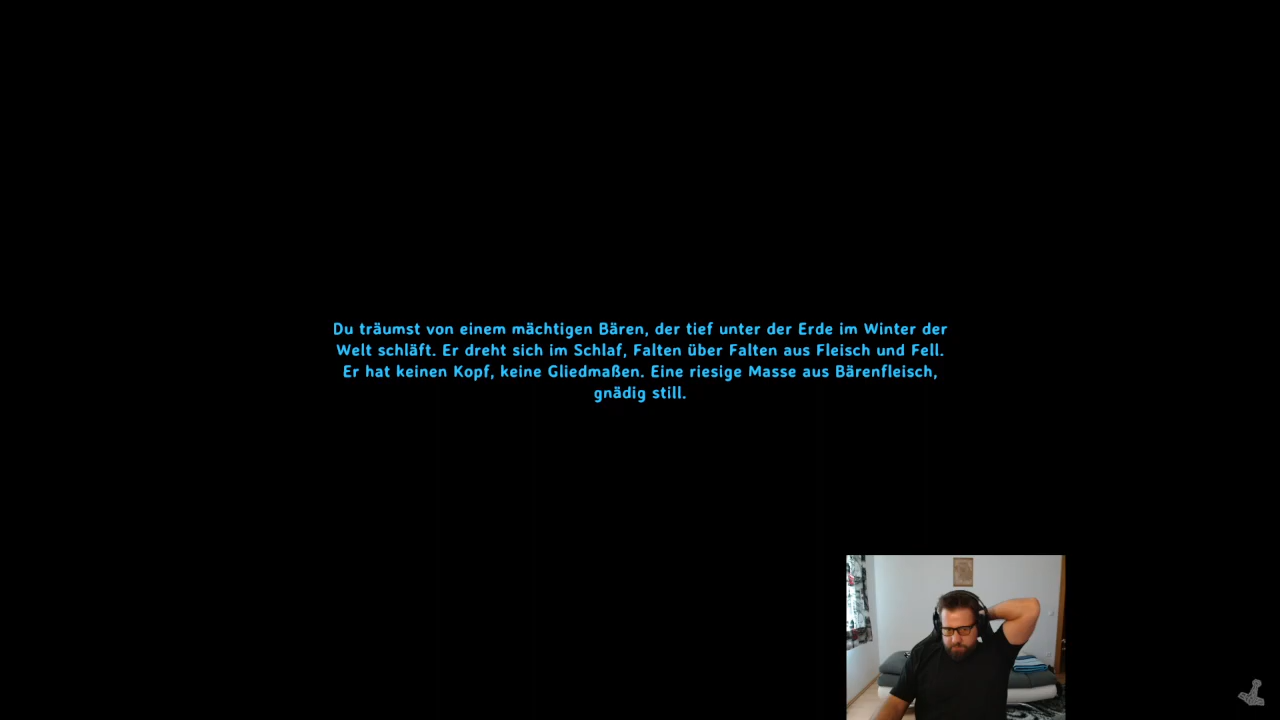 Du träumst von einem mächtigen Bären, der tief unter der Erde im Winter der
Welt schläft. Er dreht sich im Schlaf, Falten über Falten aus Fleisch und Fell.
Er hat keinen Kopf, keine Gliedmaßen. Eine riesige Masse aus Bärenfleisch,
gnädig still.